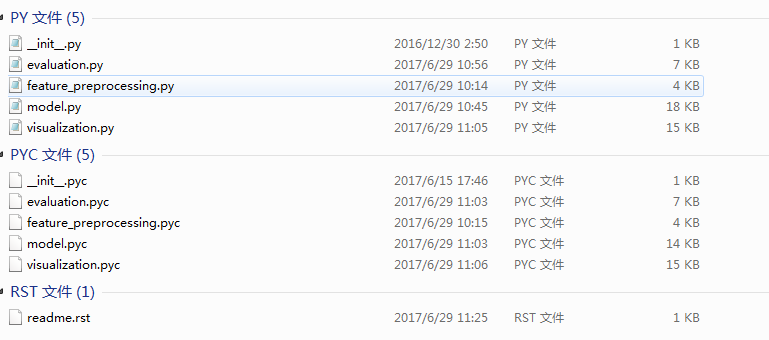 PY 文件 (5)
__init__.py 2016/12/30 2:50 PY 文件 1 KB
evaluation.py 2017/6/29 10:56 PY 文件 7 KB
feature_preprocessing.py 2017/6/29 10:14 PY 文件 4 KB
model.py 2017/6/29 10:45 PY 文件 18 KB
visualization.py 2017/6/29 11:05 PY 文件 15 KB
PYC 文件 (5)
__init__.pyc 2017/6/15 17:46 PYC 文件 1 KB
evaluation.pyc 2017/6/29 11:03 PYC 文件 7 KB
feature_preprocessing.pyc 2017/6/29 10:15 PYC 文件 4 KB
model.pyc 2017/6/29 11:03 PYC 文件 14 KB
visualization.pyc 2017/6/29 11:06 PYC 文件 15 KB
RST 文件 (1)
readme.rst 2017/6/29 11:25 RST 文件 1 KB